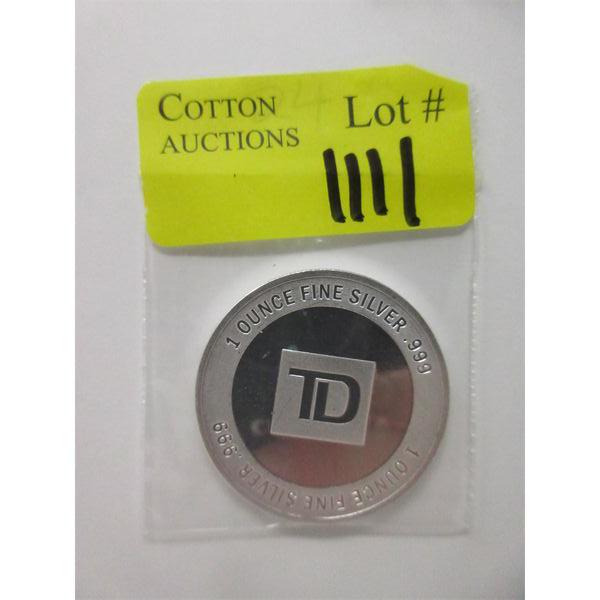 COTTON
AUCTIONS
Lot #
1111
1 OUNCE FINE SILVER .999
TD
1 OUNCE FINE SILVER .999